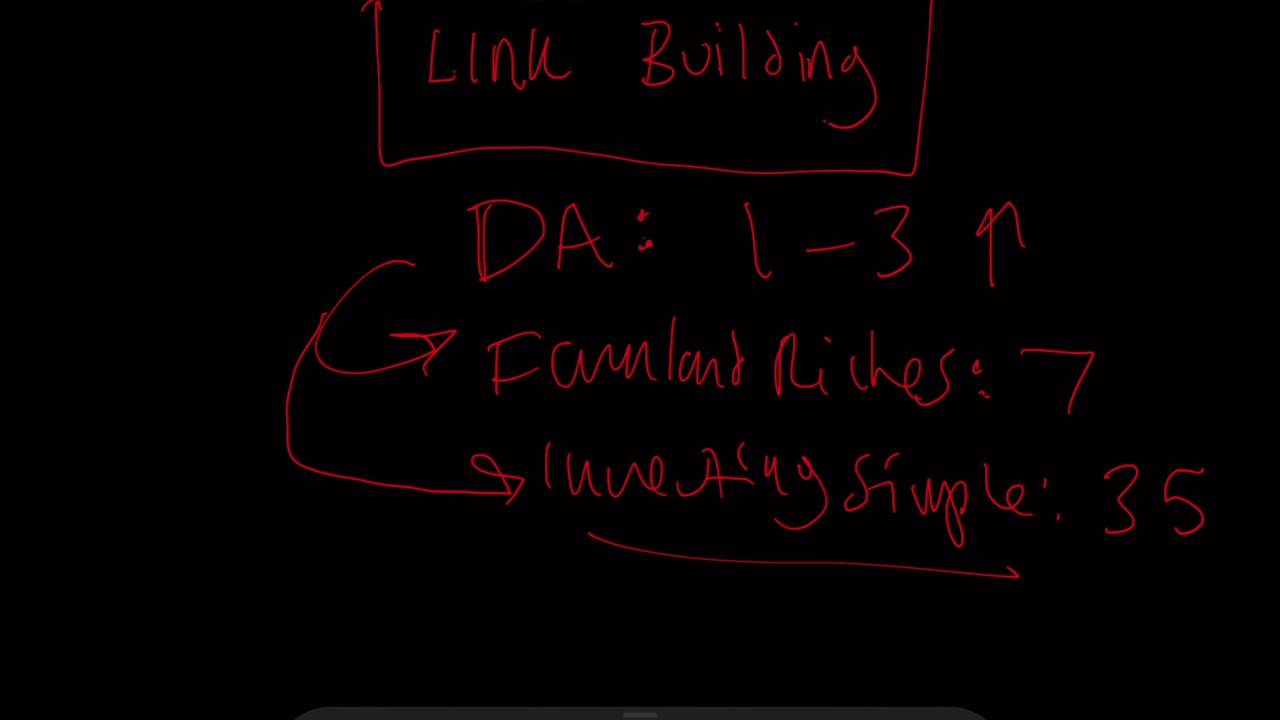 Link Building
DA: 1-3 ↑
Farmland Riches: 7
Investing Simple: 35